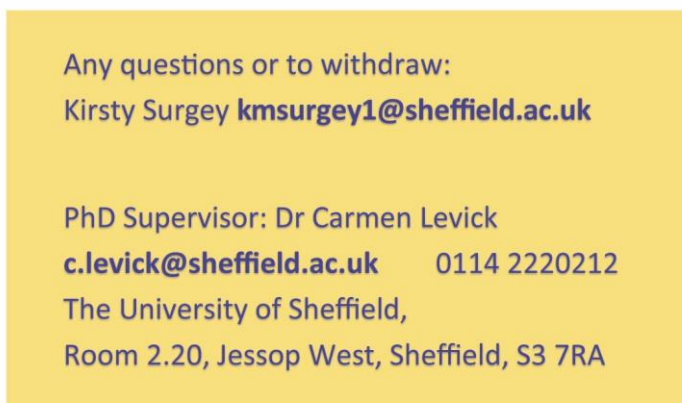 Any questions or to withdraw:
Kirsty Surgey kmsurgey1@sheffield.ac.uk
PhD Supervisor: Dr Carmen Levick
c.levick@sheffield.ac.uk 0114 2220212
The University of Sheffield,
Room 2.20, Jessop West, Sheffield, S3 7RA